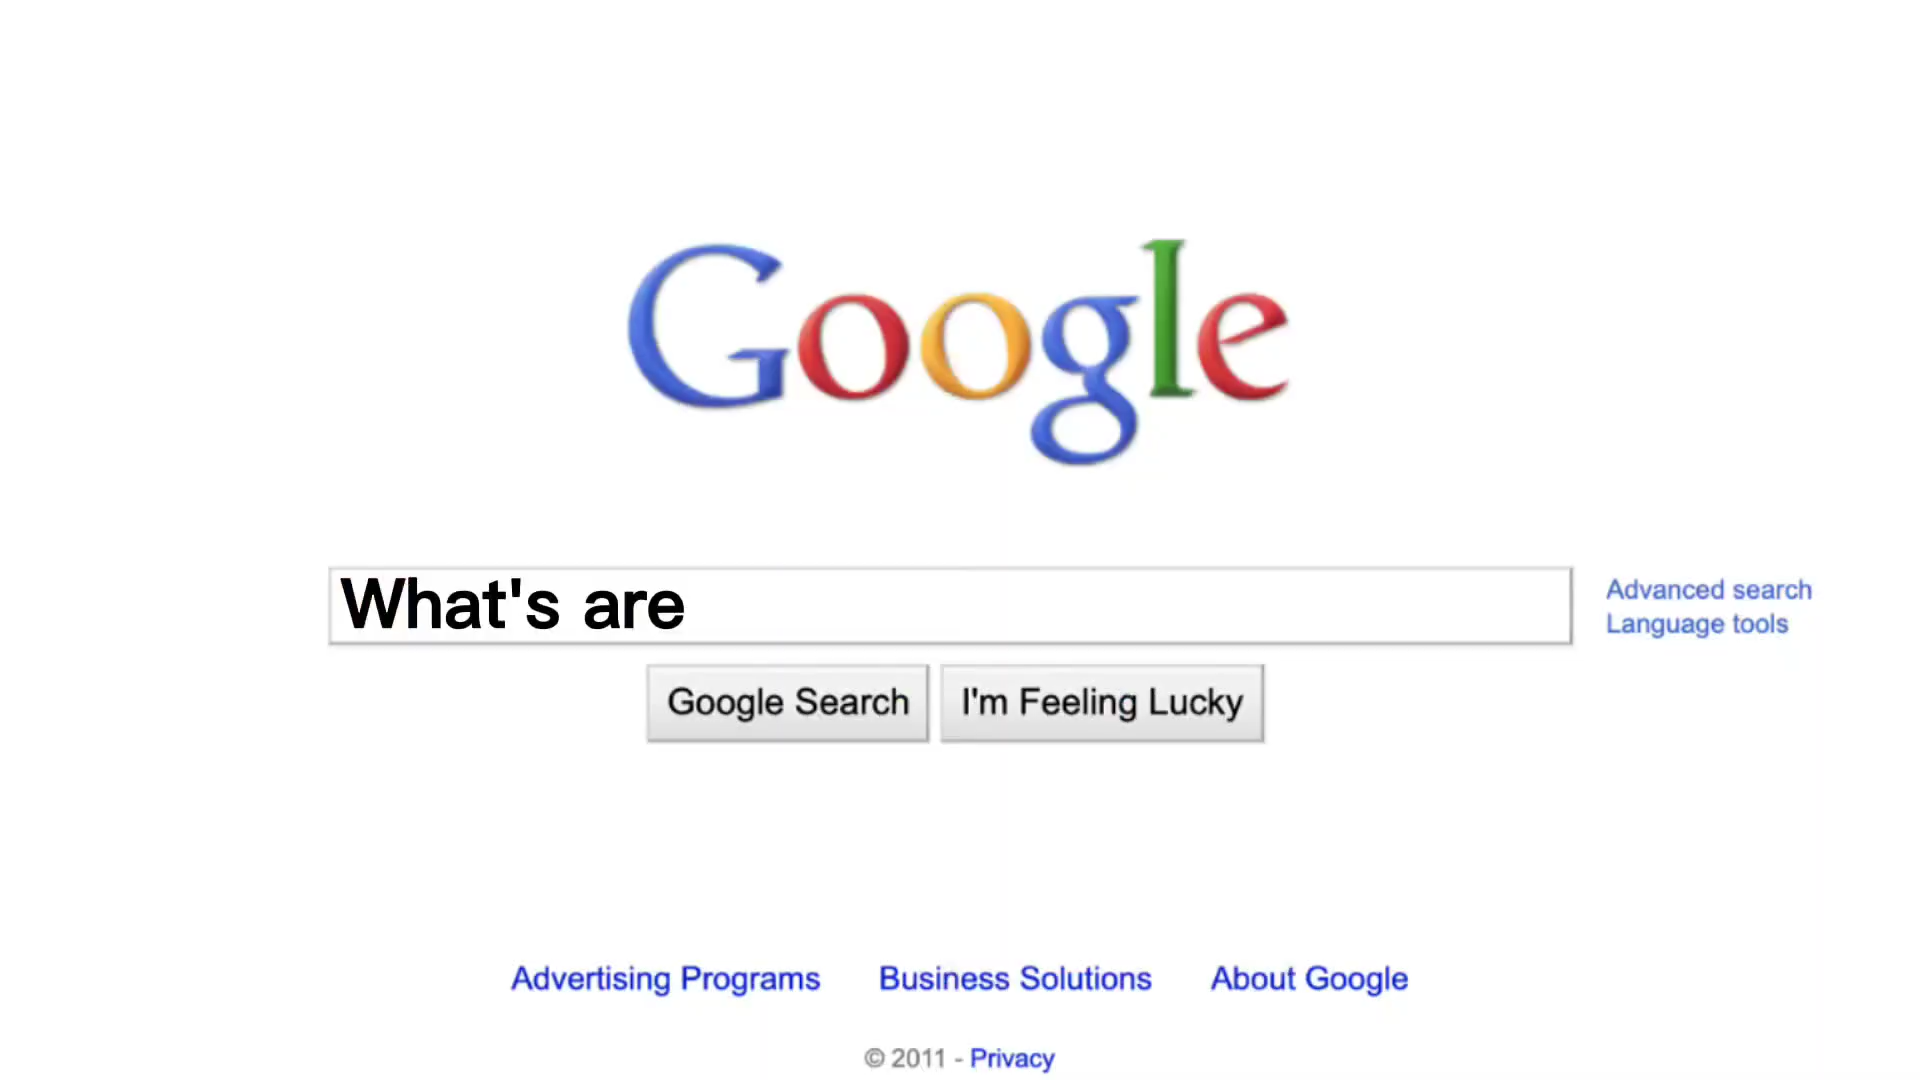 Google
What's are
Advanced search
Language tools
Google Search I'm Feeling Lucky
Advertising Programs Business Solutions About Google
© 2011 - Privacy